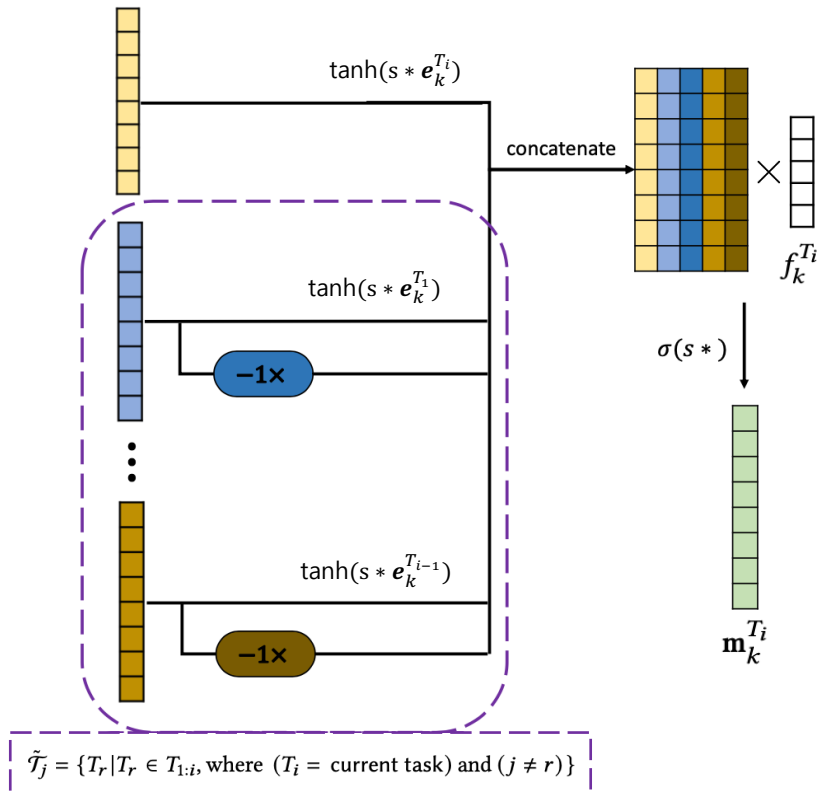 tanh(s * e_k^{T_i})
concatenate
×
f_k^{T_i}
tanh(s * e_k^{T_1})
−1×
σ(s *)
⋮
tanh(s * e_k^{T_{i−1}})
−1×
m_k^{T_i}
𝒯̃_j = {T_r|T_r ∈ T_{1:i}, where (T_i = current task) and (j ≠ r)}